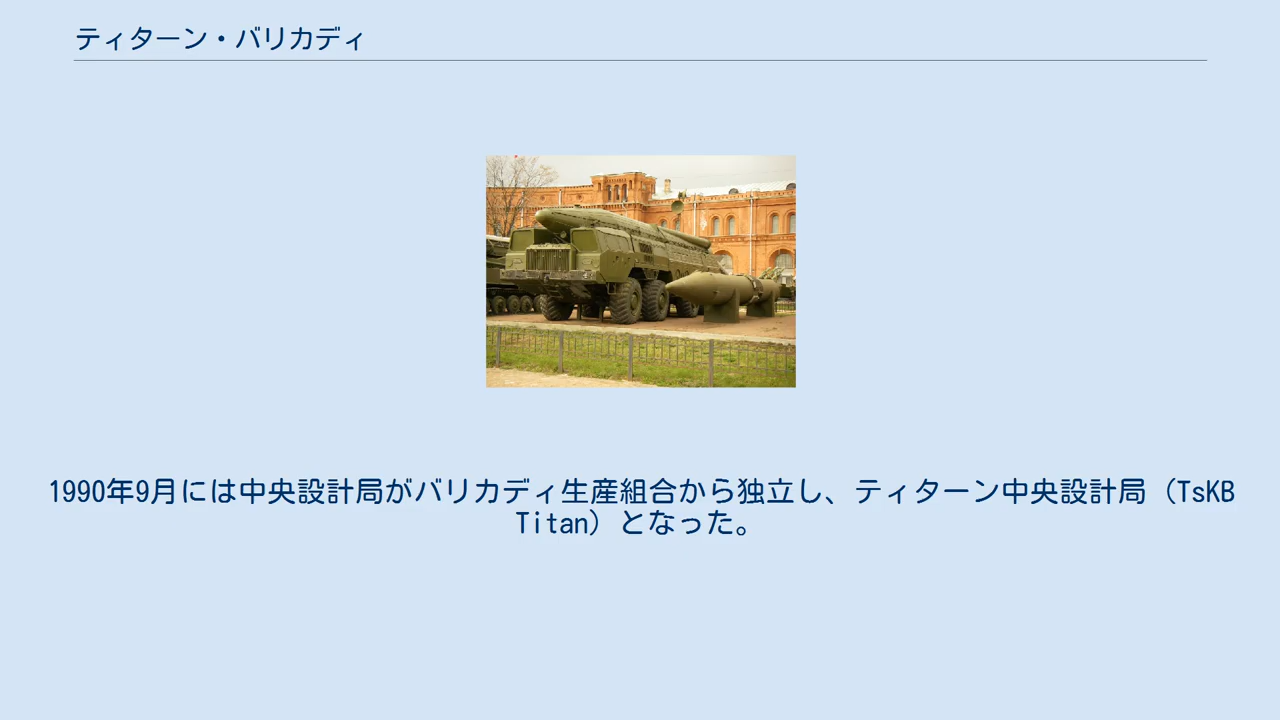 ティターン・バリカディ
1990年9月には中央設計局がバリカディ生産組合から独立し、ティターン中央設計局（TsKB
Titan）となった。